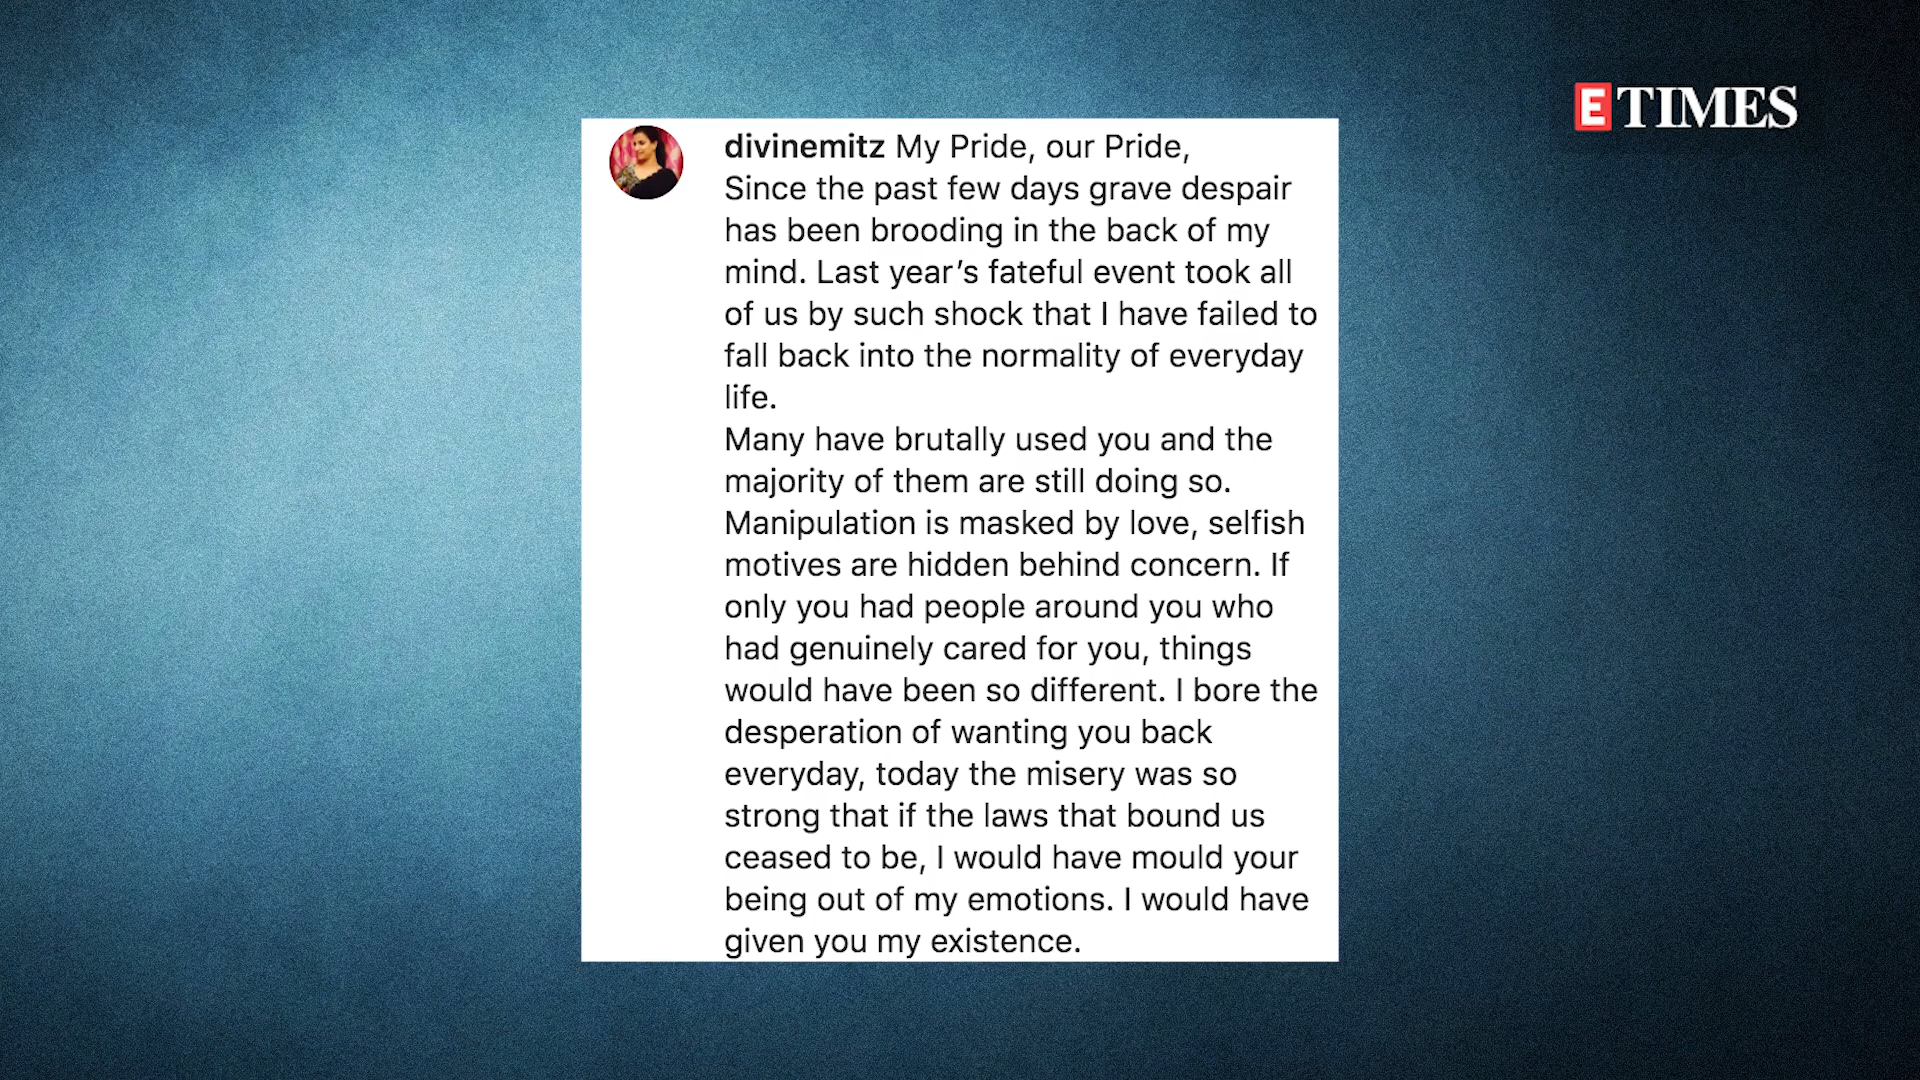 E TIMES
divinemitz My Pride, our Pride,
Since the past few days grave despair
has been brooding in the back of my
mind. Last year’s fateful event took all
of us by such shock that I have failed to
fall back into the normality of everyday
life.
Many have brutally used you and the
majority of them are still doing so.
Manipulation is masked by love, selfish
motives are hidden behind concern. If
only you had people around you who
had genuinely cared for you, things
would have been so different. I bore the
desperation of wanting you back
everyday, today the misery was so
strong that if the laws that bound us
ceased to be, I would have mould your
being out of my emotions. I would have
given you my existence.